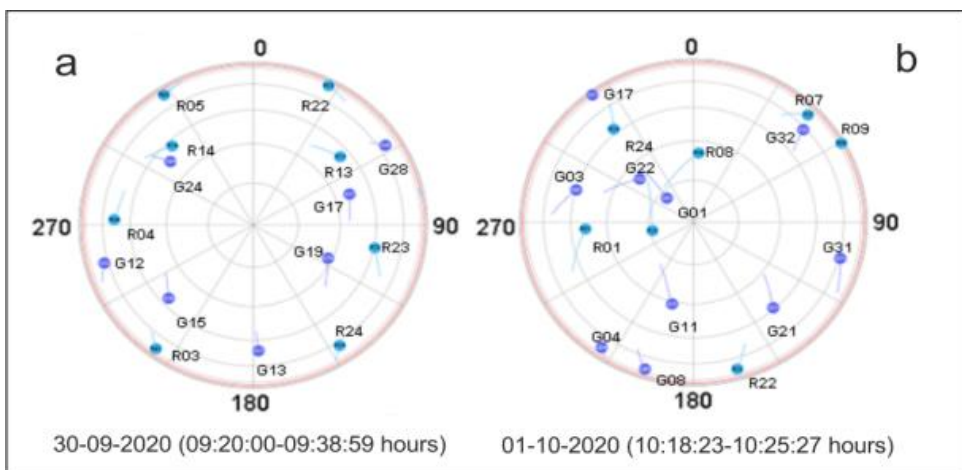 a
0
R05
R22
R14
R13
G28
G24
G17
270
R04
90
G12
G19
R23
G15
R24
R03
G13
180
30-09-2020 (09:20:00-09:38:59 hours)
b
0
G17
R07
G32
R09
R24
R08
G22
G03
G01
270
90
R01
G31
G11
G21
G04
G08
R22
180
01-10-2020 (10:18:23-10:25:27 hours)